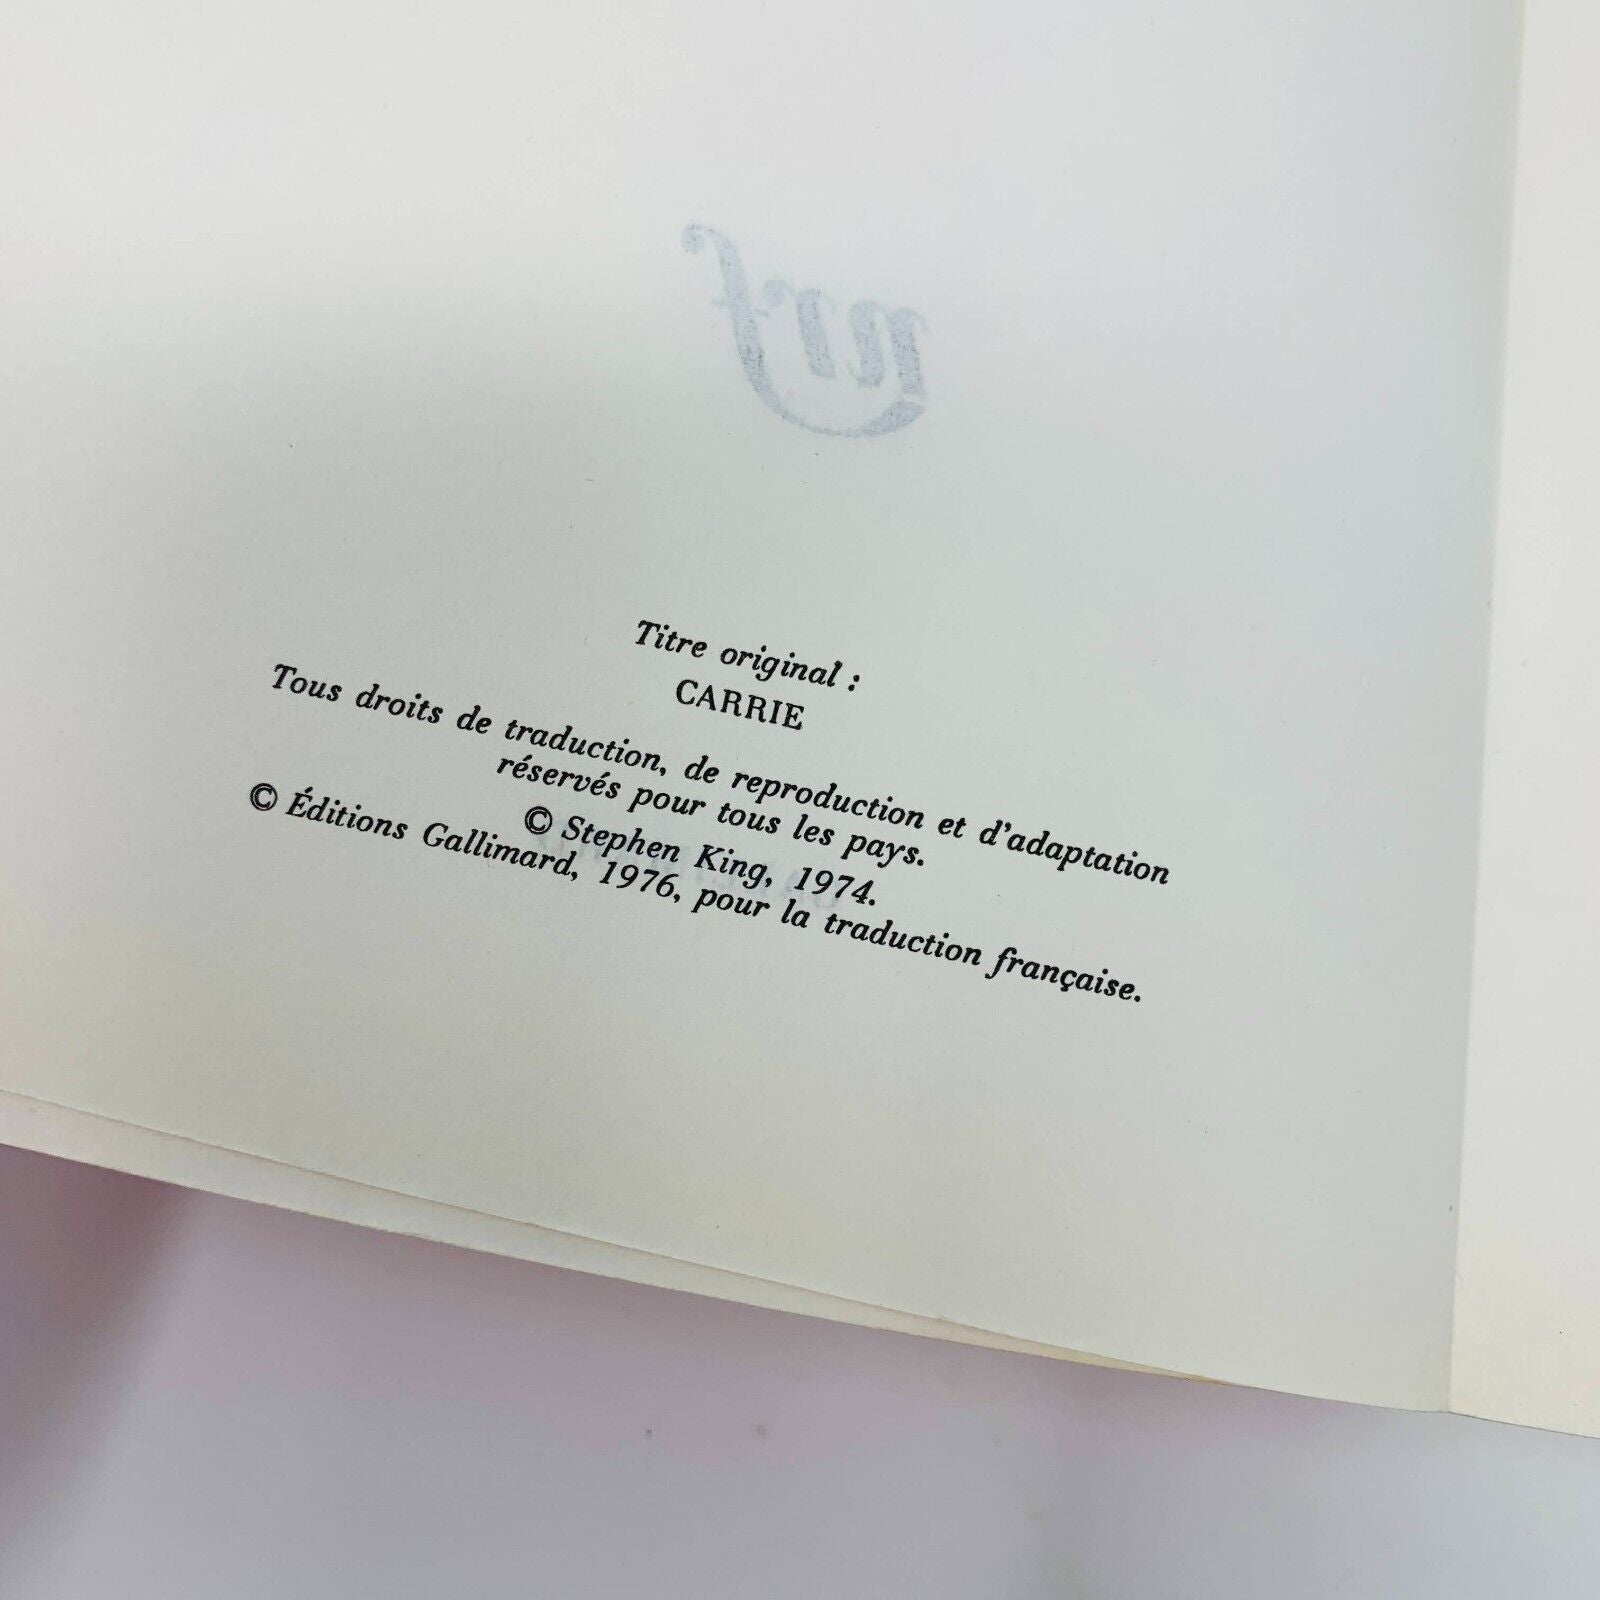 nrf
Titre original :
CARRIE
Tous droits de traduction, de reproduction et d'adaptation
réservés pour tous les pays.
© Stephen King, 1974.
© Éditions Gallimard, 1976, pour la traduction française.